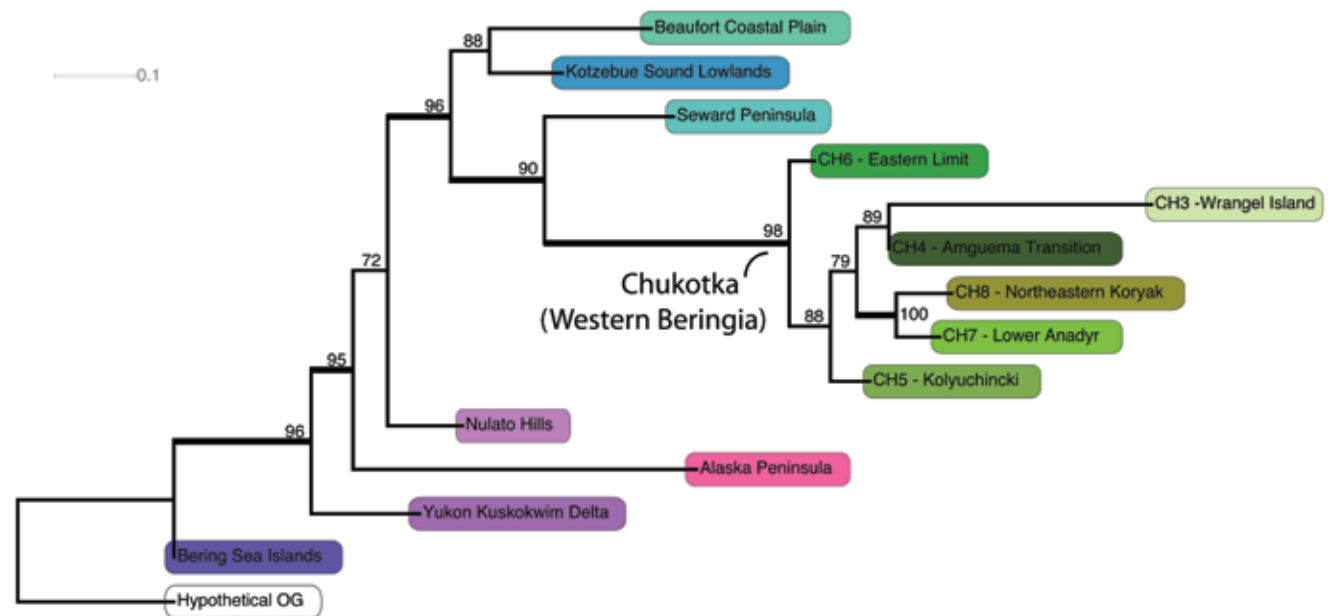 Beaufort Coastal Plain
88
Kotzebue Sound Lowlands
0.1
96
Seward Peninsula
CH6 - Eastern Limit
90
CH3 -Wrangel Island
89
98
CH4 - Amguema Transition
72
79
Chukotka
(Western Beringia)
CH8 - Northeastern Koryak
100
88
CH7 - Lower Anadyr
95
CH5 - Kolyuchincki
96
Nulato Hills
Alaska Peninsula
Yukon Kuskokwim Delta
Bering Sea Islands
Hypothetical OG